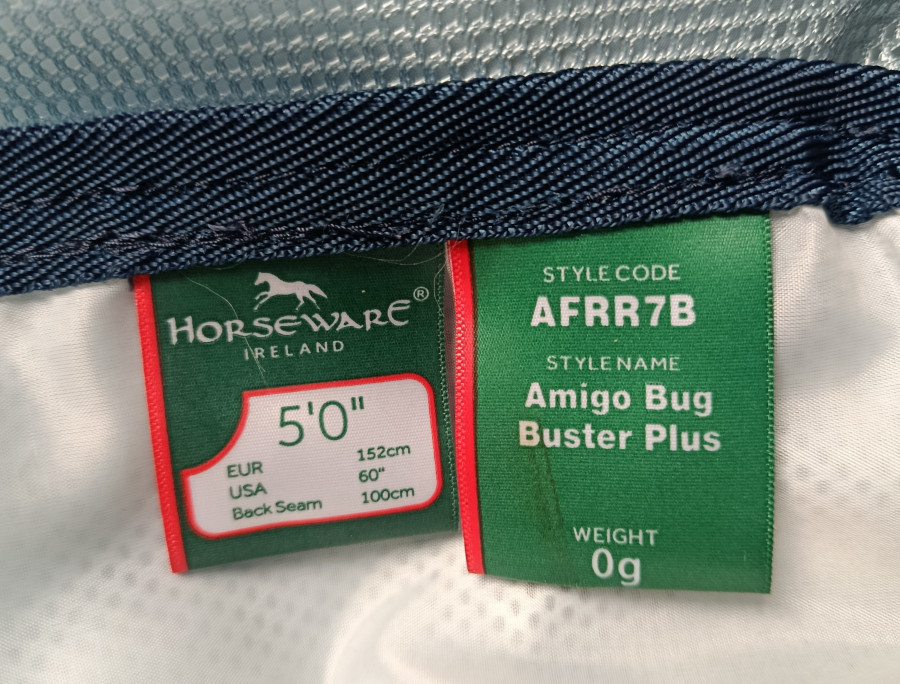 HORSEWARE®
IRELAND
5'0"
EUR 152cm
USA 60"
Back Seam 100cm
STYLE CODE
AFRR7B
STYLE NAME
Amigo Bug
Buster Plus
WEIGHT
0g